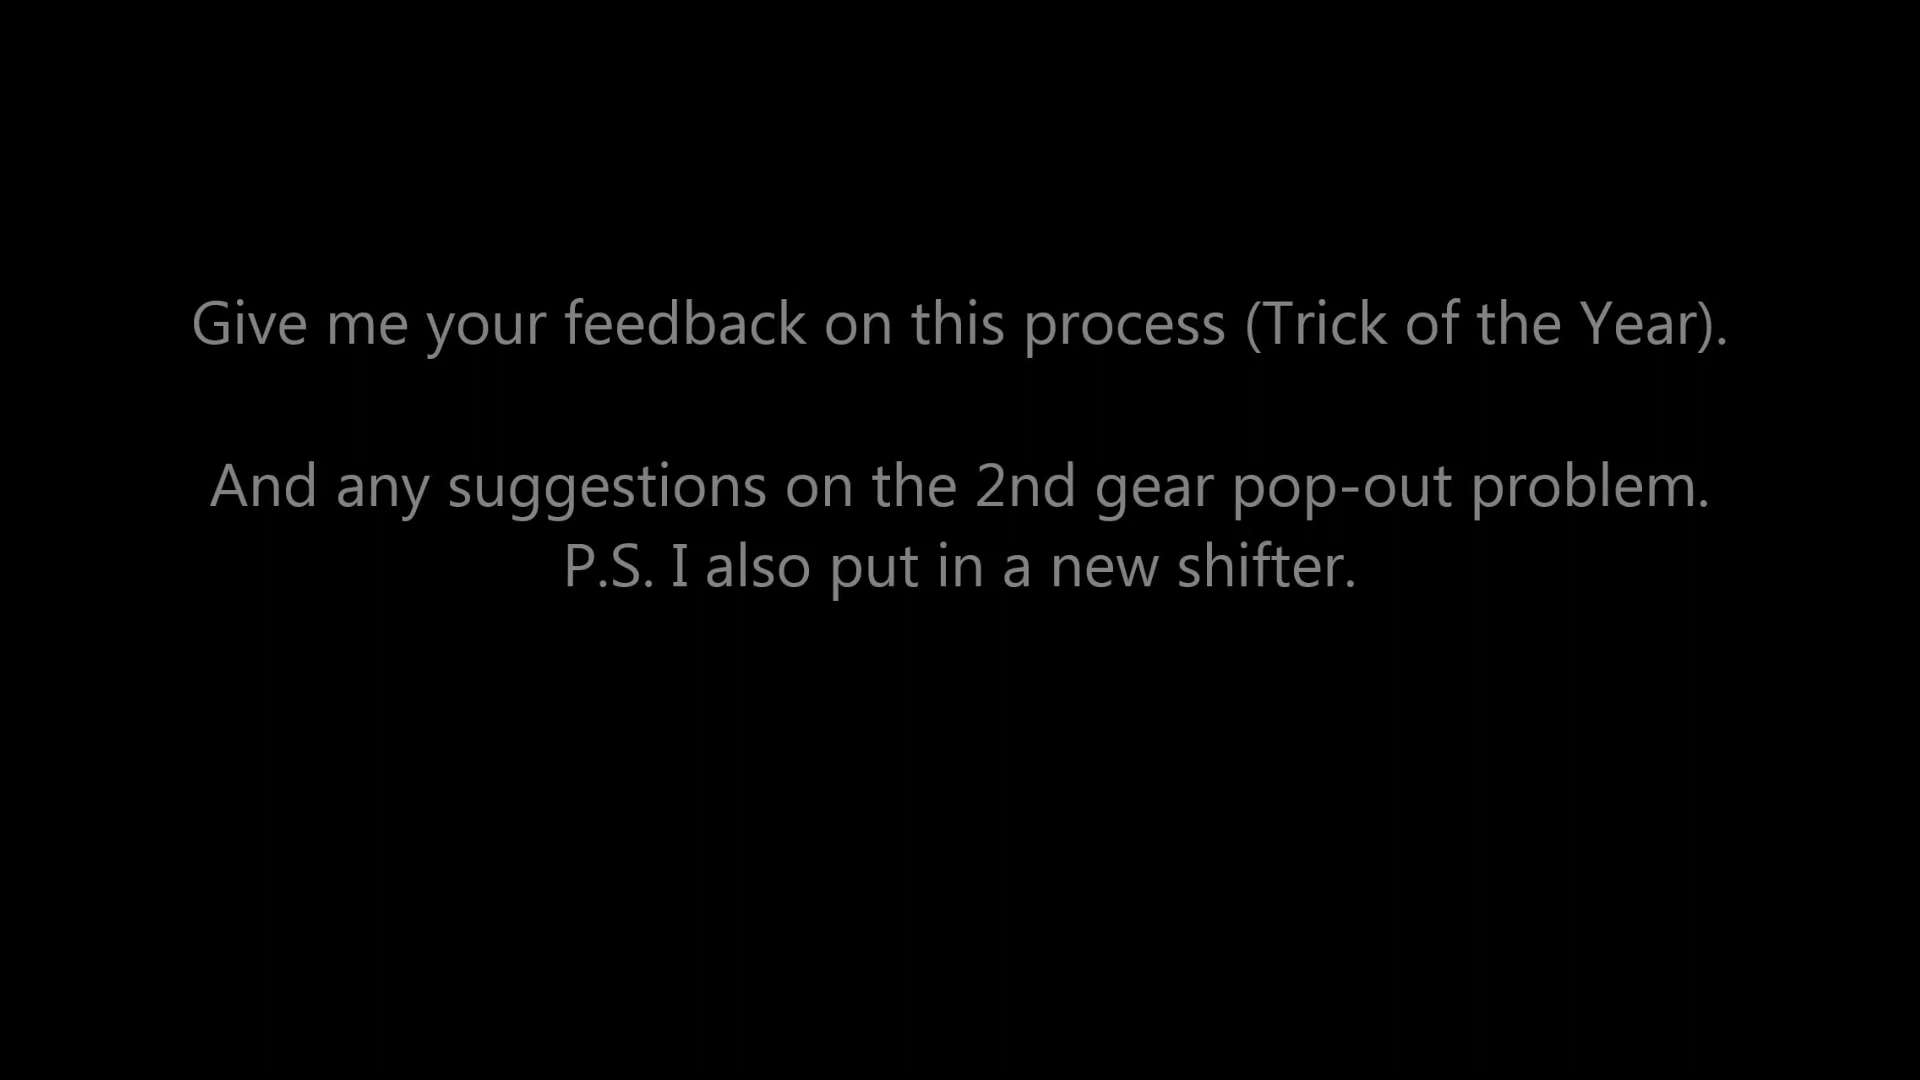 Give me your feedback on this process (Trick of the Year).
And any suggestions on the 2nd gear pop-out problem.
P.S. I also put in a new shifter.